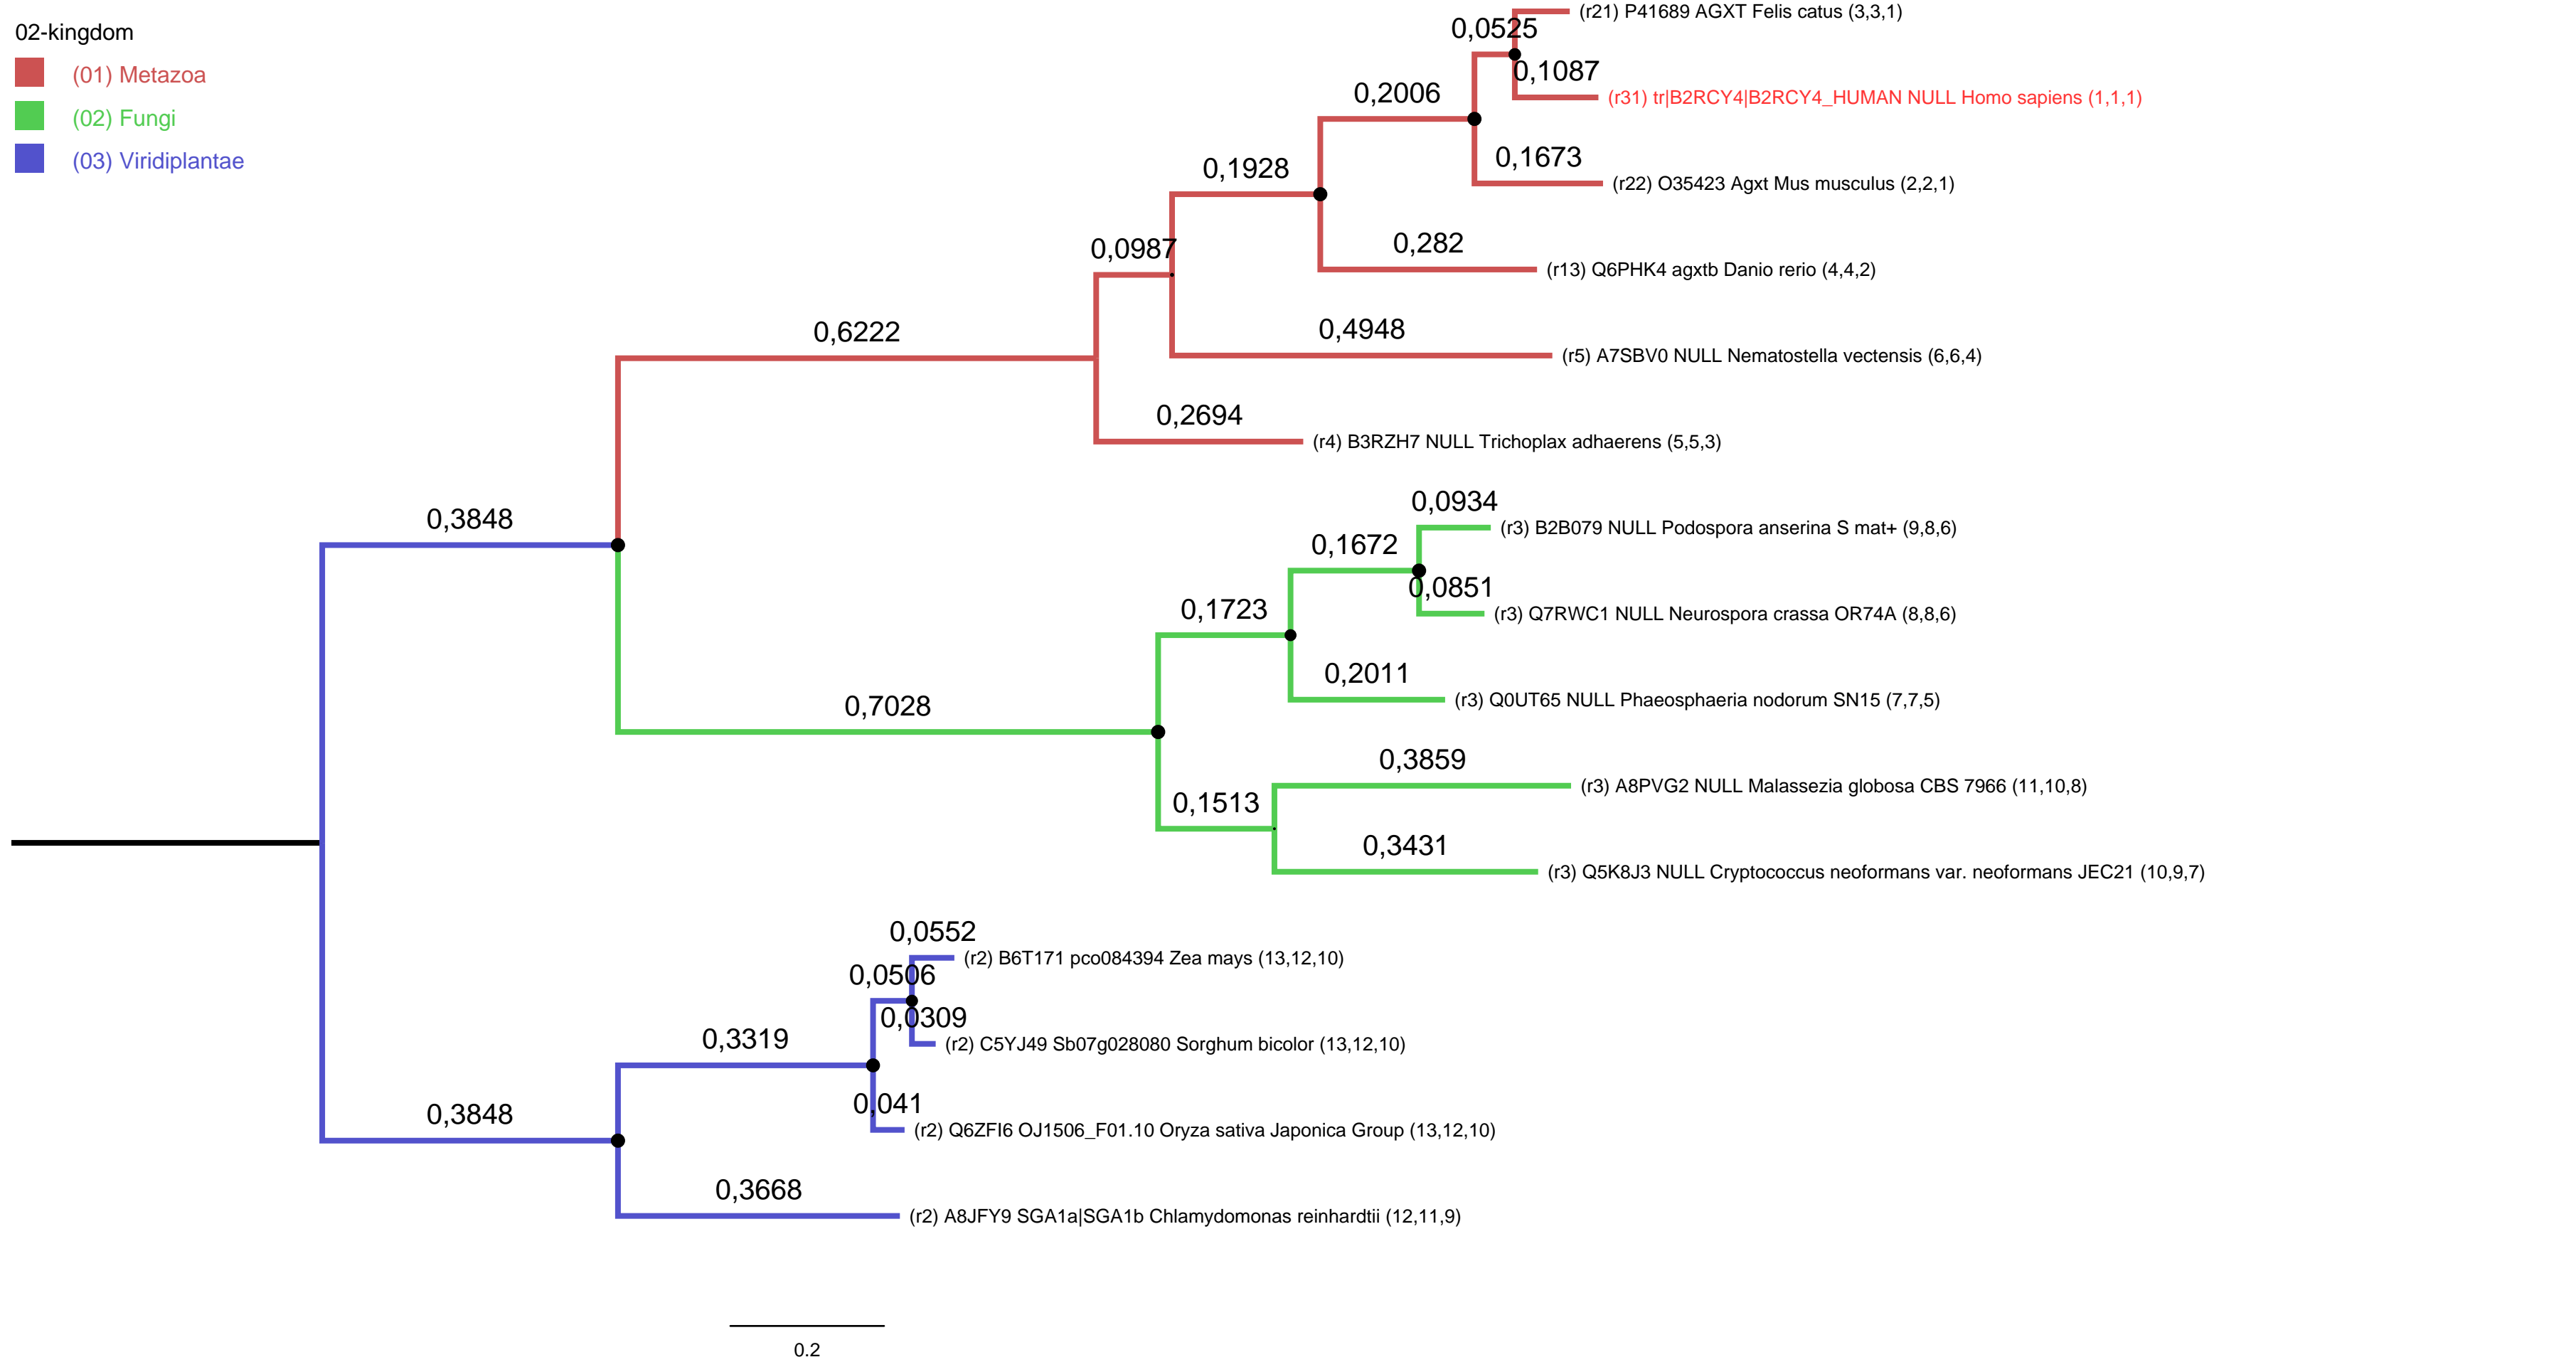 02-kingdom
(01) Metazoa
(02) Fungi
(03) Viridiplantae
(r21) P41689 AGXT Felis catus (3,3,1)
0,0525
0,1087
(r31) tr|B2RCY4|B2RCY4_HUMAN NULL Homo sapiens (1,1,1)
0,2006
0,1673
(r22) O35423 Agxt Mus musculus (2,2,1)
0,1928
0,282
(r13) Q6PHK4 agxtb Danio rerio (4,4,2)
0,0987
0,4948
(r5) A7SBV0 NULL Nematostella vectensis (6,6,4)
0,6222
0,2694
(r4) B3RZH7 NULL Trichoplax adhaerens (5,5,3)
0,3848
0,0934
(r3) B2B079 NULL Podospora anserina S mat+ (9,8,6)
0,1672
0,0851
(r3) Q7RWC1 NULL Neurospora crassa OR74A (8,8,6)
0,1723
0,2011
(r3) Q0UT65 NULL Phaeosphaeria nodorum SN15 (7,7,5)
0,7028
0,3859
(r3) A8PVG2 NULL Malassezia globosa CBS 7966 (11,10,8)
0,1513
0,3431
(r3) Q5K8J3 NULL Cryptococcus neoformans var. neoformans JEC21 (10,9,7)
0,0552
(r2) B6T171 pco084394 Zea mays (13,12,10)
0,0506
0,0309
(r2) C5YJ49 Sb07g028080 Sorghum bicolor (13,12,10)
0,3319
0,041
(r2) Q6ZFI6 OJ1506_F01.10 Oryza sativa Japonica Group (13,12,10)
0,3848
0,3668
(r2) A8JFY9 SGA1a|SGA1b Chlamydomonas reinhardtii (12,11,9)
0.2